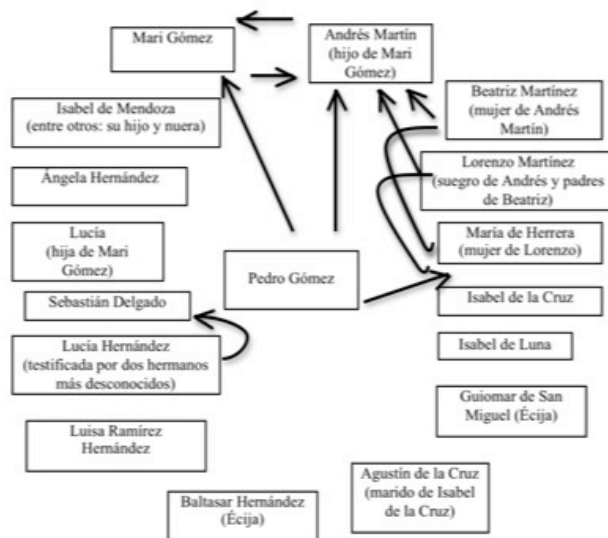 Mari Gómez
Andrés Martín
(hijo de Mari
Gómez)
Isabel de Mendoza
(entre otros: su hijo y nuera)
Beatriz Martínez
(mujer de Andrés
Martín)
Ángela Hernández
Lorenzo Martínez
(suegro de Andrés y padres
de Beatriz)
Lucía
(hija de Mari
Gómez)
María de Herrera
(mujer de Lorenzo)
Pedro Gómez
Sebastián Delgado
Isabel de la Cruz
Lucía Hernández
(testificada por dos hermanos
más desconocidos)
Isabel de Luna
Guiomar de San
Miguel (Écija)
Luisa Ramírez
Hernández
Agustín de la Cruz
(marido de Isabel
de la Cruz)
Baltasar Hernández
(Écija)